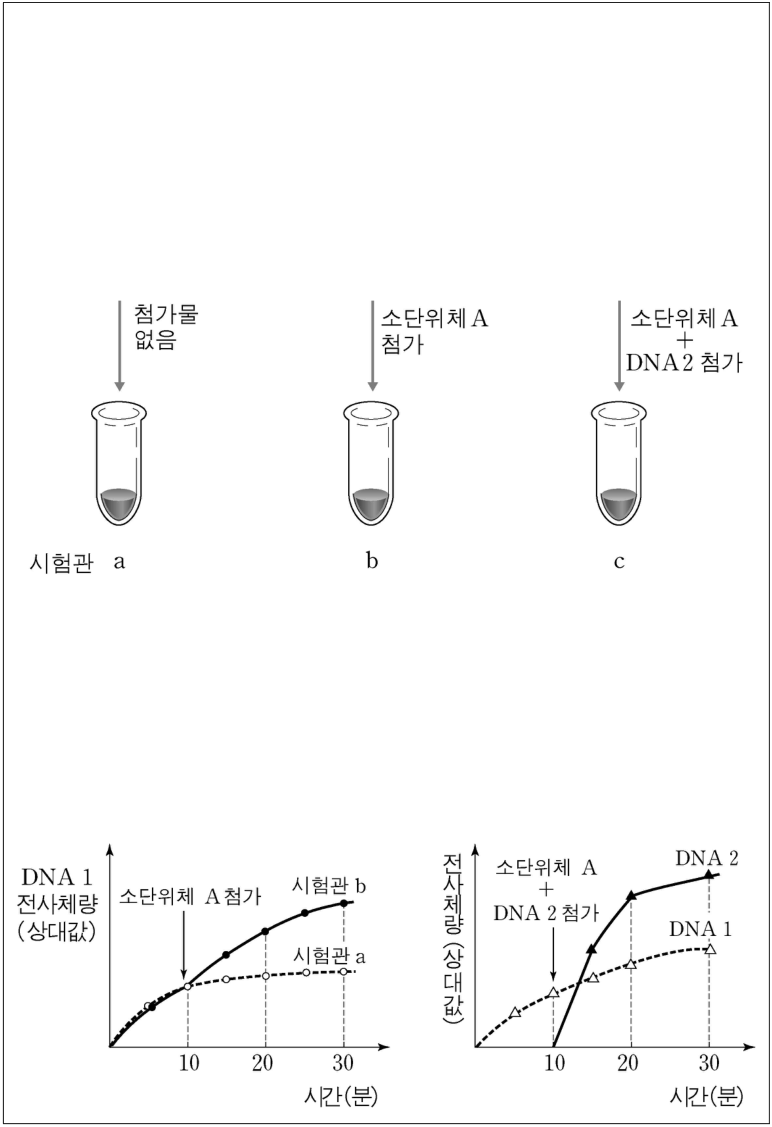 첨가물
없음
소단위체 A
첨가
소단위체 A
+
DNA 2 첨가
시험관 a
b
c
DNA 1
전사체량
(상대값)
소단위체 A 첨가
시험관 b
시험관 a
10
20
30
시간(분)
전사체량(상대값)
소단위체 A
+
DNA 2 첨가
DNA 2
DNA 1
10
20
30
시간(분)